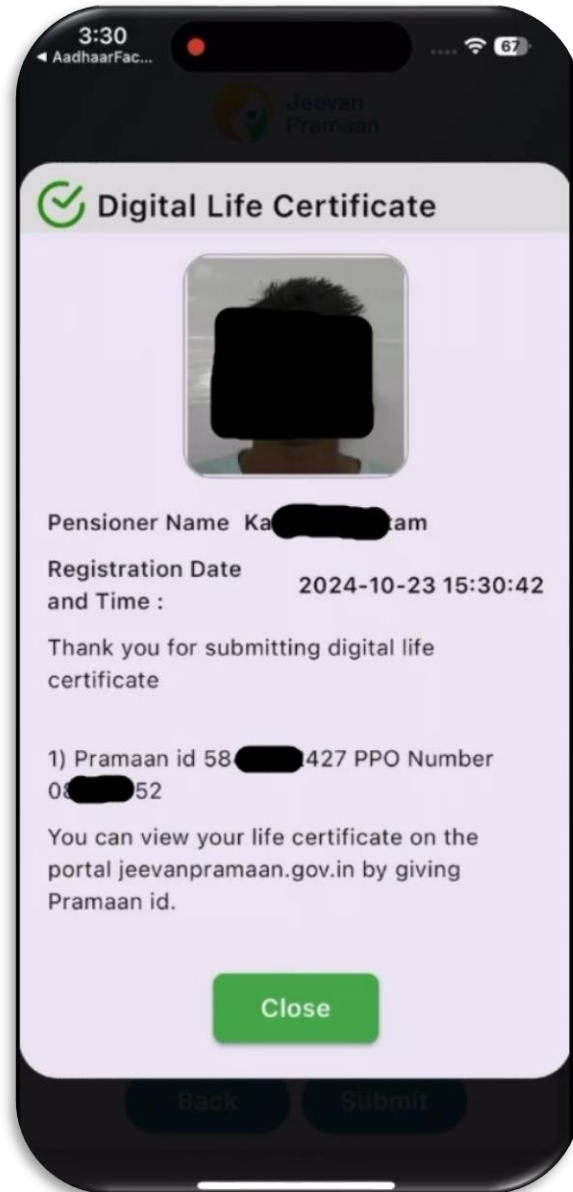 3:30
◀ AadhaarFac...
67
Jeevan
Pramaan
Digital Life Certificate
Pensioner Name Ka tam
Registration Date
and Time :
2024-10-23 15:30:42
Thank you for submitting digital life
certificate
1) Pramaan id 58 427 PPO Number
08 52
You can view your life certificate on the
portal jeevanpramaan.gov.in by giving
Pramaan id.
Close
Back Submit